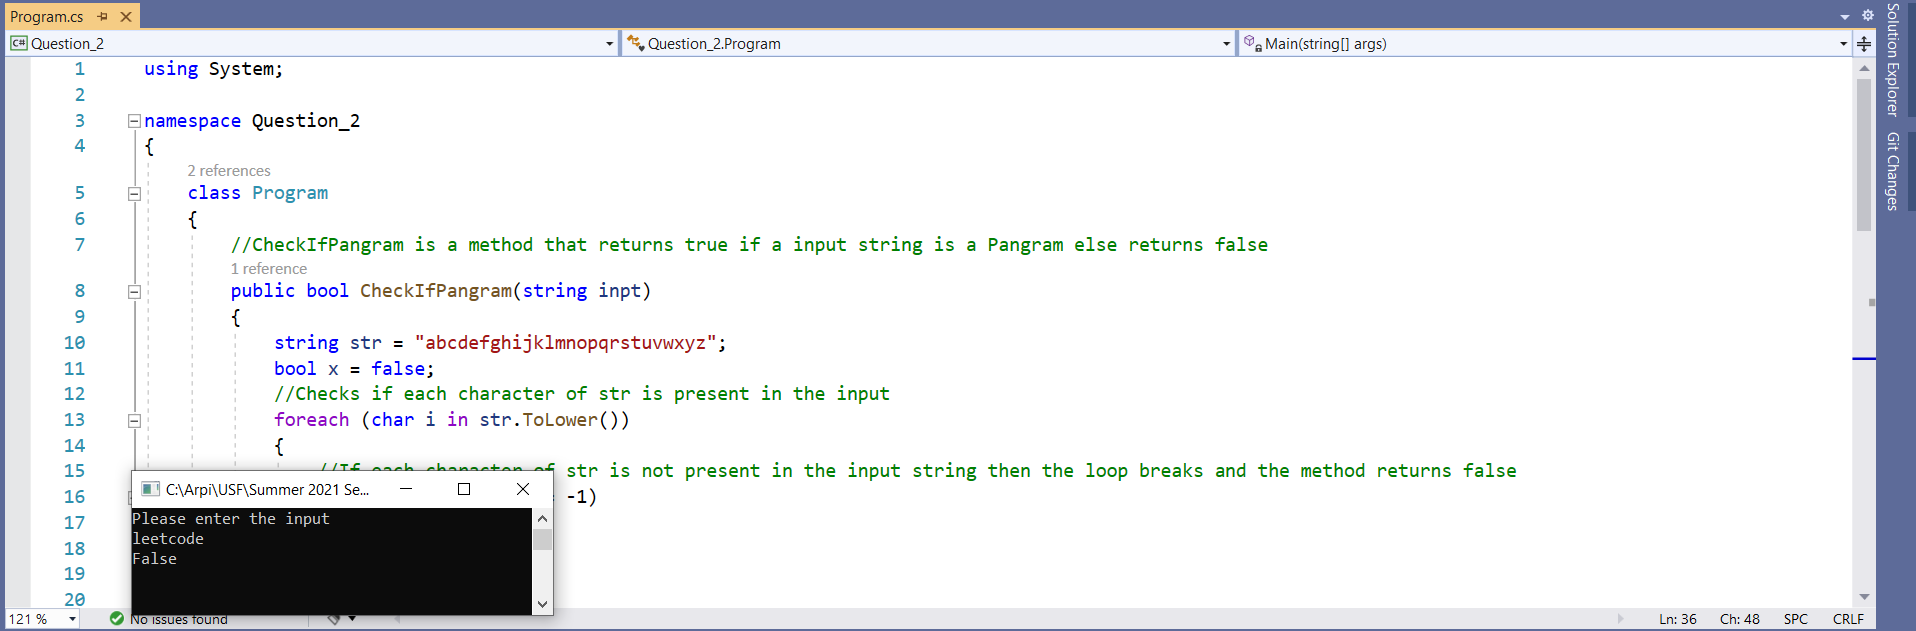 Program.cs
Question_2
Question_2.Program
Main(string[] args)
1 using System;
2
3 namespace Question_2
4 {
2 references
5 class Program
6 {
7 //CheckIfPangram is a method that returns true if a input string is a Pangram else returns false
1 reference
8 public bool CheckIfPangram(string inpt)
9 {
10 string str = "abcdefghijklmnopqrstuvwxyz";
11 bool x = false;
12 //Checks if each character of str is present in the input
13 foreach (char i in str.ToLower())
14 {
15 //If each character of str is not present in the input string then the loop breaks and the method returns false
16 -1)
17
18
19
20
C:\Arpi\USF\Summer 2021 Se...
Please enter the input
leetcode
False
121 %
No issues found
Ln: 36 Ch: 48 SPC CRLF
Solution Explorer
Git Changes